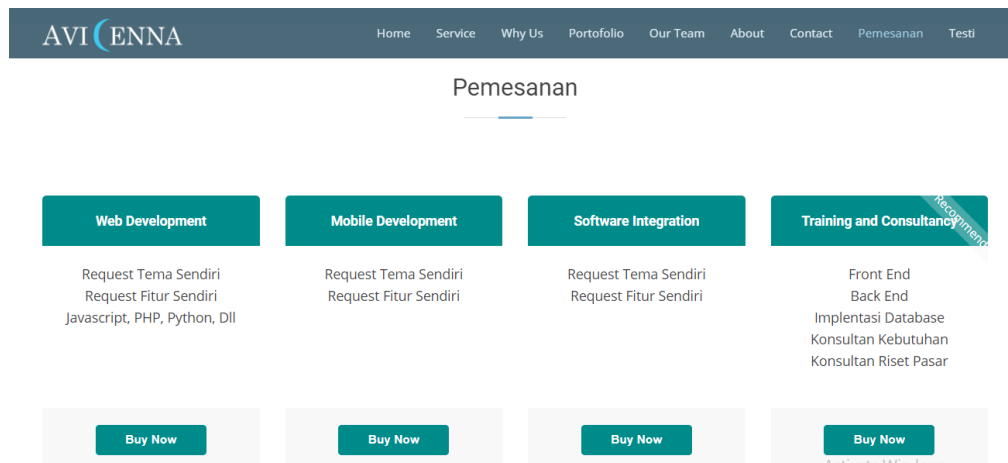 AVICENNA
Home Service Why Us Portofolio Our Team About Contact Pemesanan Testi
Pemesanan
Web Development
Request Tema Sendiri
Request Fitur Sendiri
Javascript, PHP, Python, Dll
Buy Now
Mobile Development
Request Tema Sendiri
Request Fitur Sendiri
Buy Now
Software Integration
Request Tema Sendiri
Request Fitur Sendiri
Buy Now
Training and Consultancy
Recommend
Front End
Back End
Implentasi Database
Konsultan Kebutuhan
Konsultan Riset Pasar
Buy Now